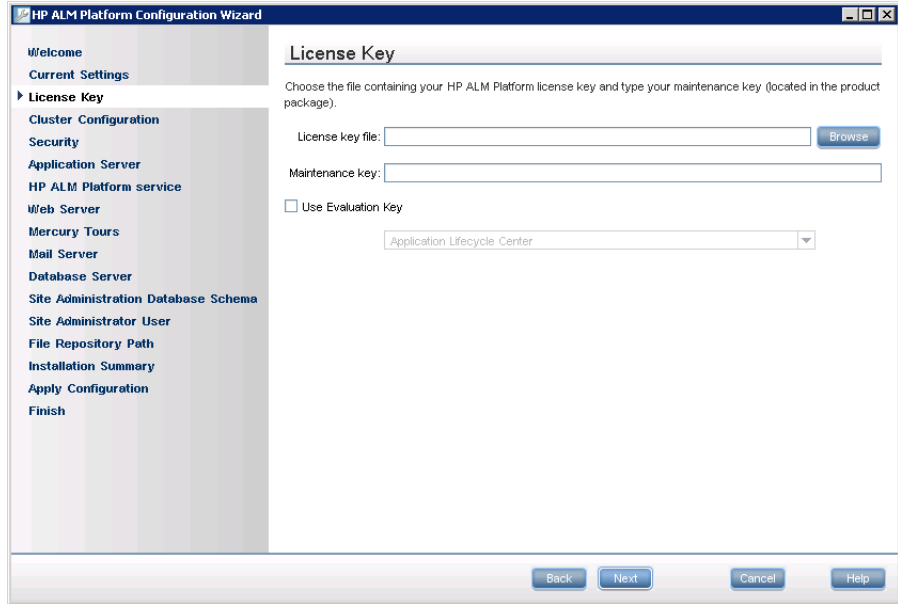 HP ALM Platform Configuration Wizard
Welcome
Current Settings
License Key
Cluster Configuration
Security
Application Server
HP ALM Platform service
Web Server
Mercury Tours
Mail Server
Database Server
Site Administration Database Schema
Site Administrator User
File Repository Path
Installation Summary
Apply Configuration
Finish
License Key
Choose the file containing your HP ALM Platform license key and type your maintenance key (located in the product
package).
License key file:
Browse
Maintenance key:
Use Evaluation Key
Application Lifecycle Center
Back
Next
Cancel
Help